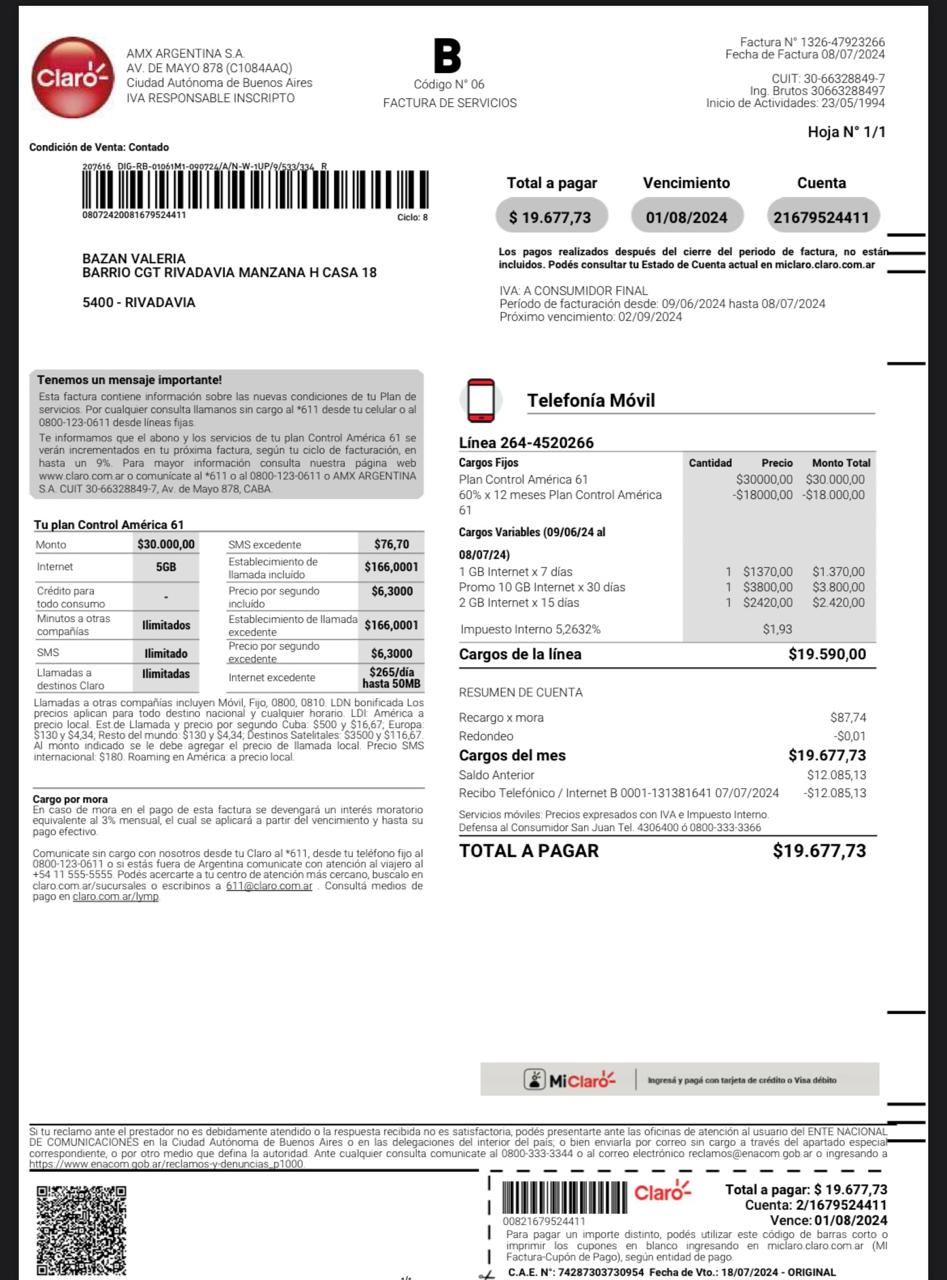 Claro
AMX ARGENTINA S.A.
AV. DE MAYO 878 (C1084AAQ)
Ciudad Autónoma de Buenos Aires
IVA RESPONSABLE INSCRIPTO
B
Código N° 06
FACTURA DE SERVICIOS
Factura N° 1326-47923266
Fecha de Factura 08/07/2024
CUIT: 30-66328849-7
Ing. Brutos 30663288497
Inicio de Actividades: 23/05/1994
Hoja N° 1/1
Condición de Venta: Contado
207616 DIG-RB-01061M1-090724/A/N-W-1UP/9/533/334 R
08072420081679524411
Ciclo: 8
Total a pagar Vencimiento Cuenta
$ 19.677,73 01/08/2024 21679524411
Los pagos realizados después del cierre del periodo de factura, no están
incluidos. Podés consultar tu Estado de Cuenta actual en miclaro.claro.com.ar
BAZAN VALERIA
BARRIO CGT RIVADAVIA MANZANA H CASA 18
5400 - RIVADAVIA
IVA: A CONSUMIDOR FINAL
Período de facturación desde: 09/06/2024 hasta 08/07/2024
Próximo vencimiento: 02/09/2024
Tenemos un mensaje importante!
Esta factura contiene información sobre las nuevas condiciones de tu Plan de
servicios. Por cualquier consulta llamanos sin cargo al *611 desde tu celular o al
0800-123-0611 desde líneas fijas.
Te informamos que el abono y los servicios de tu plan Control América 61 se
verán incrementados en tu próxima factura, según tu ciclo de facturación, en
hasta un 9%. Para mayor información consulta nuestra página web
www.claro.com.ar o comunícate al *611 o al 0800-123-0611 o AMX ARGENTINA
S.A. CUIT 30-66328849-7, Av. de Mayo 878, CABA.
Tu plan Control América 61
Monto $30.000,00
Internet 5GB
Crédito para
todo consumo -
Minutos a otras
compañías Ilimitados
SMS Ilimitado
Llamadas a
destinos Claro Ilimitadas
SMS excedente $76,70
Establecimiento de
llamada incluído $166,0001
Precio por segundo
incluído $6,3000
Establecimiento de llamada
excedente $166,0001
Precio por segundo
excedente $6,3000
Internet excedente $265/día
hasta 50MB
Llamadas a otras compañías incluyen Móvil, Fijo, 0800, 0810. LDN bonificada Los
precios aplican para todo destino nacional y cualquier horario. LDI: América a
precio local. Est.de Llamada y precio por segundo Cuba: $500 y $16,67; Europa:
$130 y $4,34; Resto del mundo: $130 y $4,34; Destinos Satelitales: $3500 y $116,67.
Al monto indicado se le debe agregar el precio de llamada local. Precio SMS
internacional: $180. Roaming en América: a precio local.
Cargo por mora
En caso de mora en el pago de esta factura se devengará un interés moratorio
equivalente al 3% mensual, el cual se aplicará a partir del vencimiento y hasta su
pago efectivo.
Comunicate sin cargo con nosotros desde tu Claro al *611, desde tu teléfono fijo al
0800-123-0611 o si estás fuera de Argentina comunicate con atención al viajero al
+54 11 555-5555. Podés acercarte a tu centro de atención más cercano, buscalo en
claro.com.ar/sucursales o escribinos a 611@claro.com.ar . Consultá medios de
pago en claro.com.ar/lymp.
Telefonía Móvil
Línea 264-4520266
Cargos Fijos Cantidad Precio Monto Total
Plan Control América 61 $30000,00 $30.000,00
60% x 12 meses Plan Control América -$18000,00 -$18.000,00
61
Cargos Variables (09/06/24 al
08/07/24)
1 GB Internet x 7 días 1 $1370,00 $1.370,00
Promo 10 GB Internet x 30 días 1 $3800,00 $3.800,00
2 GB Internet x 15 días 1 $2420,00 $2.420,00
Impuesto Interno 5,2632% $1,93
Cargos de la línea $19.590,00
RESUMEN DE CUENTA
Recargo x mora $87,74
Redondeo -$0,01
Cargos del mes $19.677,73
Saldo Anterior $12.085,13
Recibo Telefónico / Internet B 0001-131381641 07/07/2024 -$12.085,13
Servicios móviles: Precios expresados con IVA e Impuesto Interno.
Defensa al Consumidor San Juan Tel. 4306400 ó 0800-333-3366
TOTAL A PAGAR $19.677,73
MiClaro Ingresá y pagá con tarjeta de crédito o Visa débito
Si tu reclamo ante el prestador no es debidamente atendido o la respuesta recibida no es satisfactoria, podés presentarte ante las oficinas de atención al usuario del ENTE NACIONAL
DE COMUNICACIONES en la Ciudad Autónoma de Buenos Aires o en las delegaciones del interior del país; o bien enviarla por correo sin cargo a través del apartado especial
correspondiente, o por otro medio que defina la autoridad. Ante cualquier consulta comunicate al 0800-333-3344 o al correo electrónico reclamos@enacom.gob.ar o ingresando a
https://www.enacom.gob.ar/reclamos-y-denuncias_p1000.
00821679524411
Claro
Total a pagar: $ 19.677,73
Cuenta: 2/1679524411
Vence: 01/08/2024
Para pagar un importe distinto, podés utilizar este código de barras corto o
imprimir los cupones en blanco ingresando en miclaro.claro.com.ar (MI
Factura-Cupón de Pago), según entidad de pago.
C.A.E. N°: 74287303730954 Fecha de Vto.: 18/07/2024 - ORIGINAL